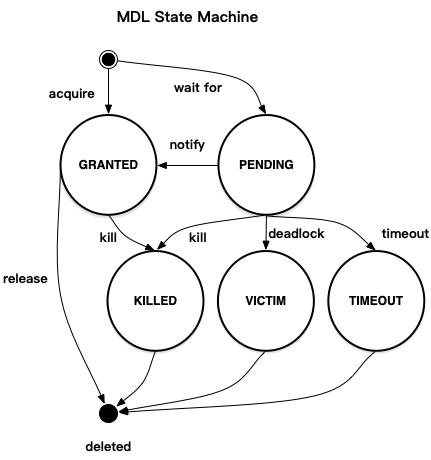 MDL State Machine
acquire
wait for
GRANTED
notify
PENDING
kill
kill
deadlock
timeout
release
KILLED
VICTIM
TIMEOUT
deleted